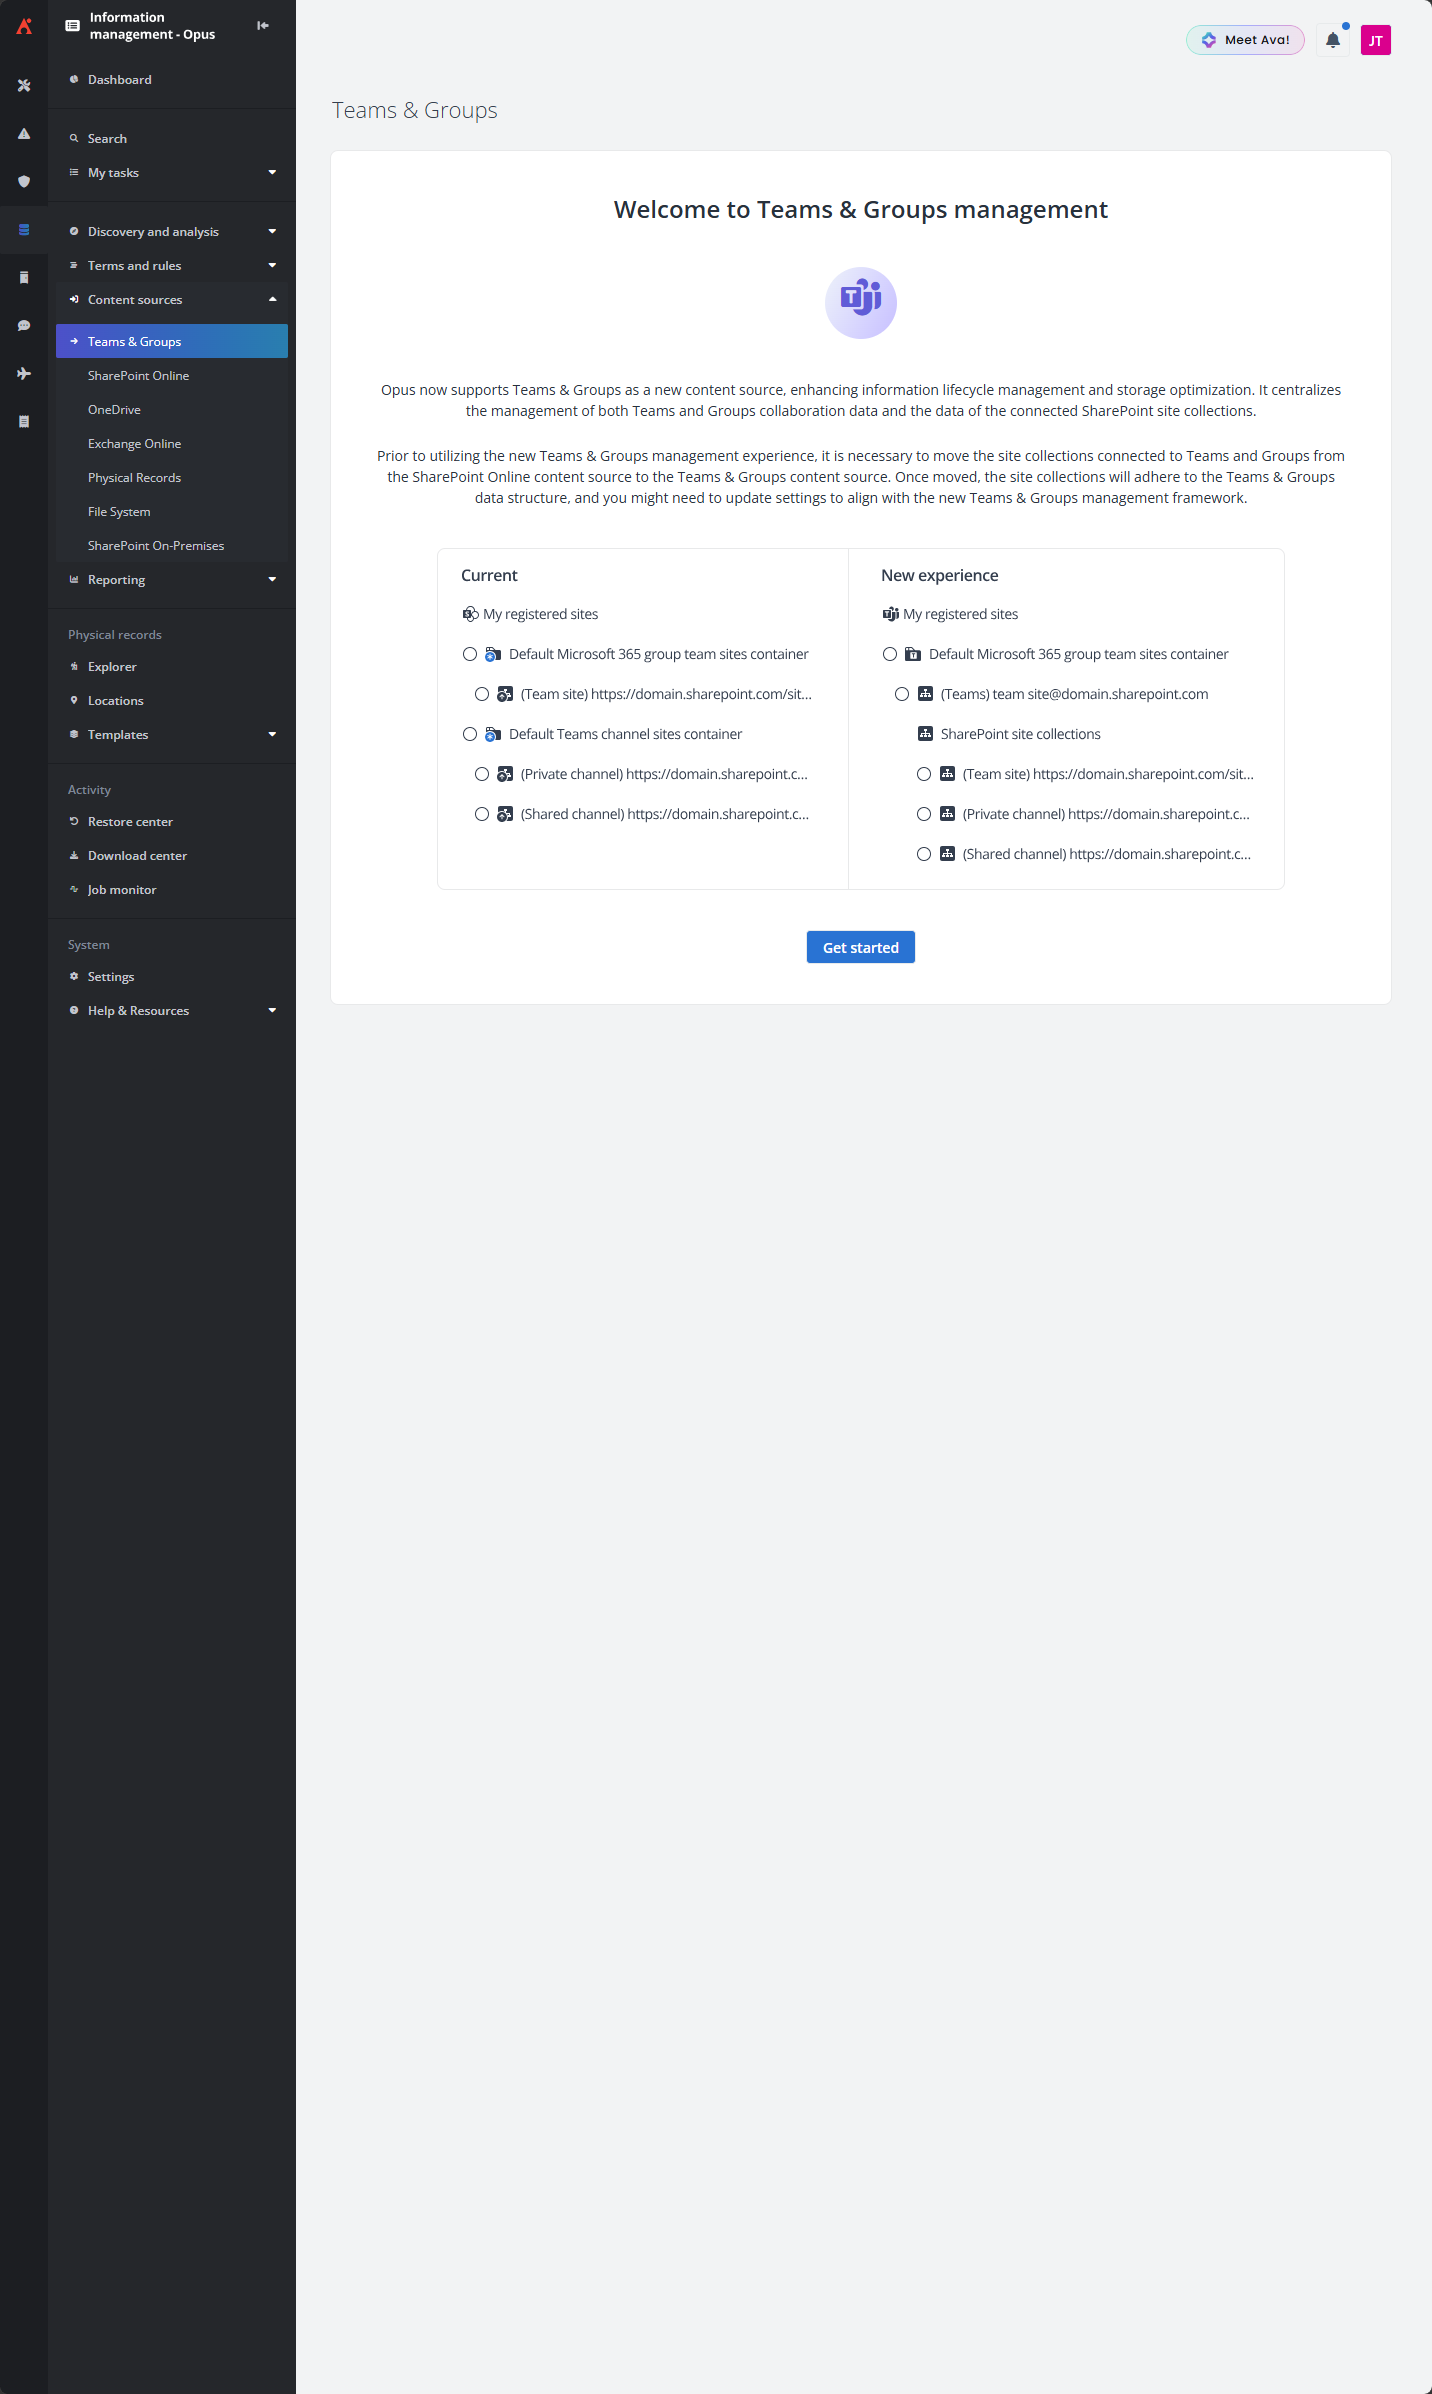 Information
management - Opus
Dashboard
Search
My tasks
Discovery and analysis
Terms and rules
Content sources
Teams & Groups
SharePoint Online
OneDrive
Exchange Online
Physical Records
File System
SharePoint On-Premises
Reporting
Physical records
Explorer
Locations
Templates
Activity
Restore center
Download center
Job monitor
System
Settings
Help & Resources
Meet Ava!
JT
Teams & Groups
Welcome to Teams & Groups management
Opus now supports Teams & Groups as a new content source, enhancing information lifecycle management and storage optimization. It centralizes
the management of both Teams and Groups collaboration data and the data of the connected SharePoint site collections.
Prior to utilizing the new Teams & Groups management experience, it is necessary to move the site collections connected to Teams and Groups from
the SharePoint Online content source to the Teams & Groups content source. Once moved, the site collections will adhere to the Teams & Groups
data structure, and you might need to update settings to align with the new Teams & Groups management framework.
Current
My registered sites
Default Microsoft 365 group team sites container
(Team site) https://domain.sharepoint.com/sit...
Default Teams channel sites container
(Private channel) https://domain.sharepoint.c...
(Shared channel) https://domain.sharepoint.c...
New experience
My registered sites
Default Microsoft 365 group team sites container
(Teams) team site@domain.sharepoint.com
SharePoint site collections
(Team site) https://domain.sharepoint.com/sit...
(Private channel) https://domain.sharepoint.c...
(Shared channel) https://domain.sharepoint.c...
Get started